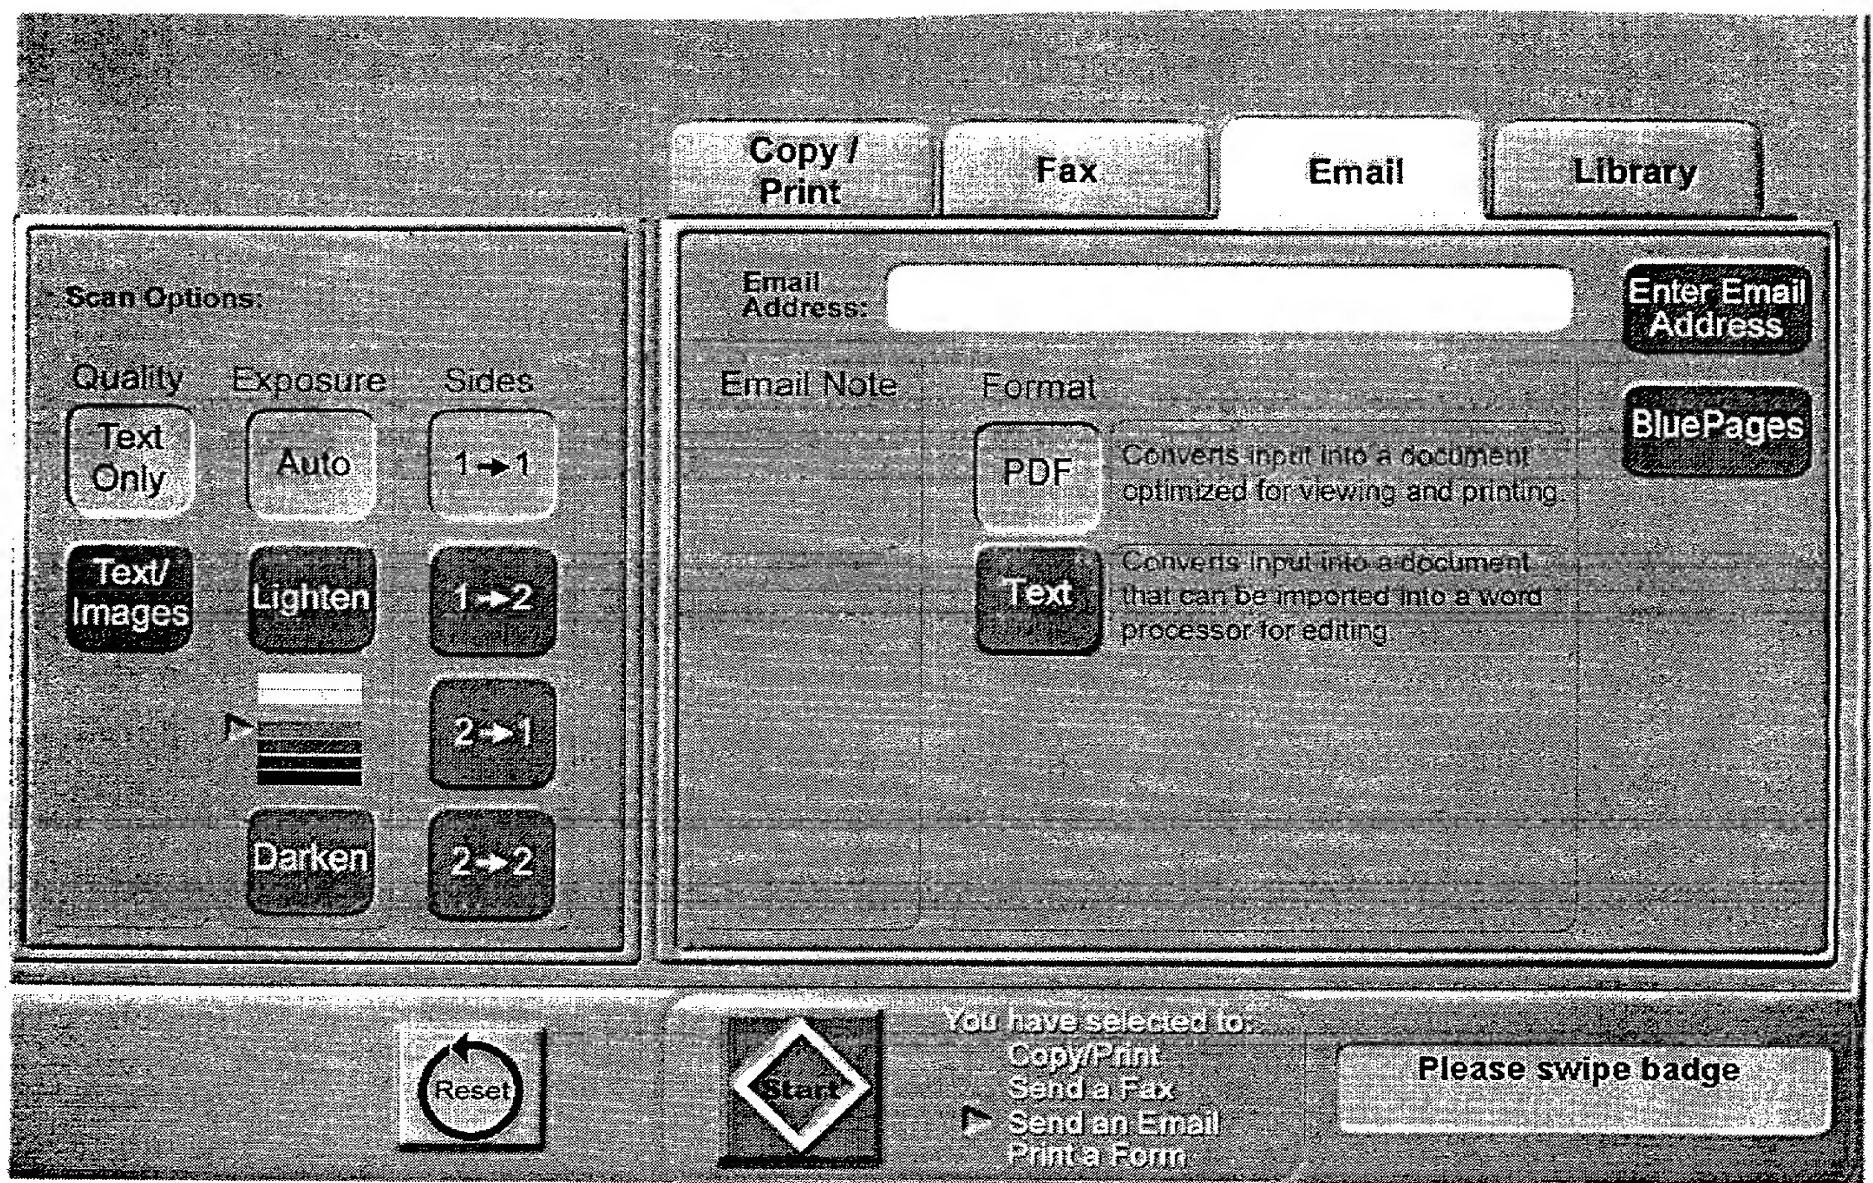 Copy /
Print
Fax
Email
Library
Scan Options:
Quality
Exposure
Sides
Text
Only
Auto
1→1
Text/
Images
Lighten
1→2
2→1
Darken
2→2
Email
Address:
Enter Email
Address
Email Note
Format
BluePages
PDF
Converts input into a document
optimized for viewing and printing.
Text
Converts input into a document
that can be imported into a word
processor for editing
Reset
Start
You have selected to:
Copy/Print
Send a Fax
Send an Email
Print a Form
Please swipe badge